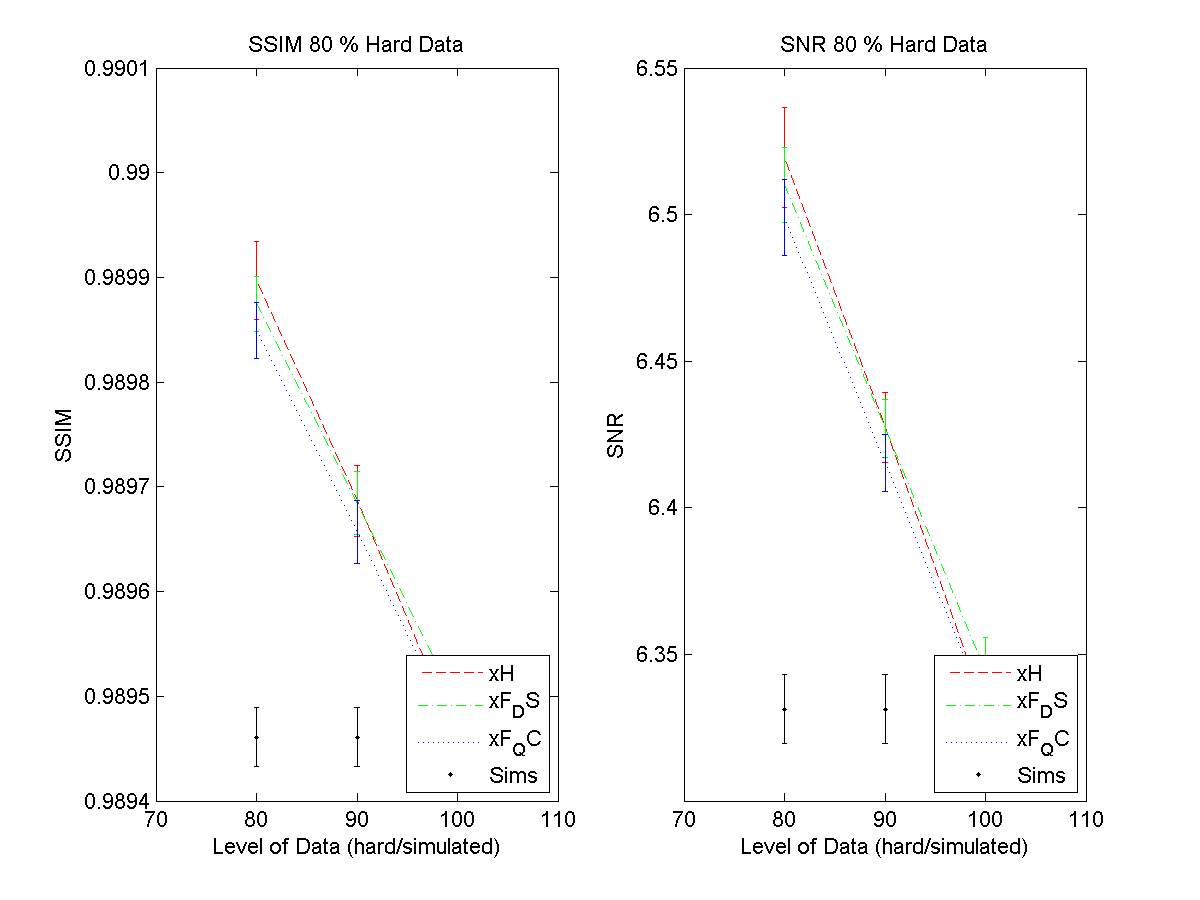 SSIM 80 % Hard Data
0.9901
0.99
0.9899
0.9898
0.9897
0.9896
0.9895
0.9894
SSIM
70 80 90 100 110
Level of Data (hard/simulated)
xH
xF_DS
xF_QC
Sims
SNR 80 % Hard Data
6.55
6.5
6.45
6.4
6.35
SNR
70 80 90 100 110
Level of Data (hard/simulated)
xH
xF_DS
xF_QC
Sims